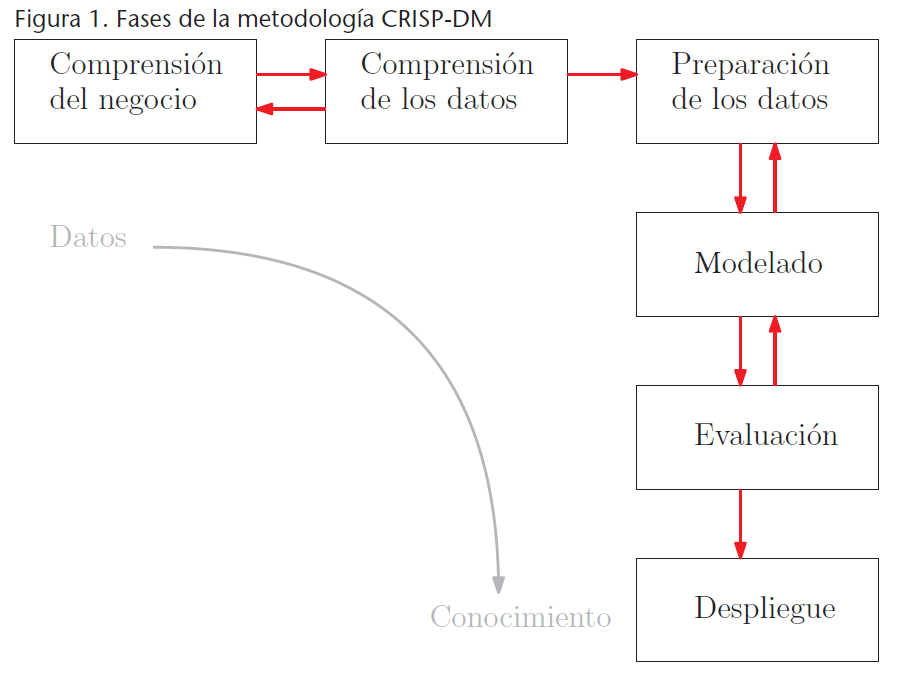 Figura 1. Fases de la metodología CRISP-DM
Comprensión
del negocio
Comprensión
de los datos
Preparación
de los datos
Datos
Modelado
Evaluación
Conocimiento
Despliegue